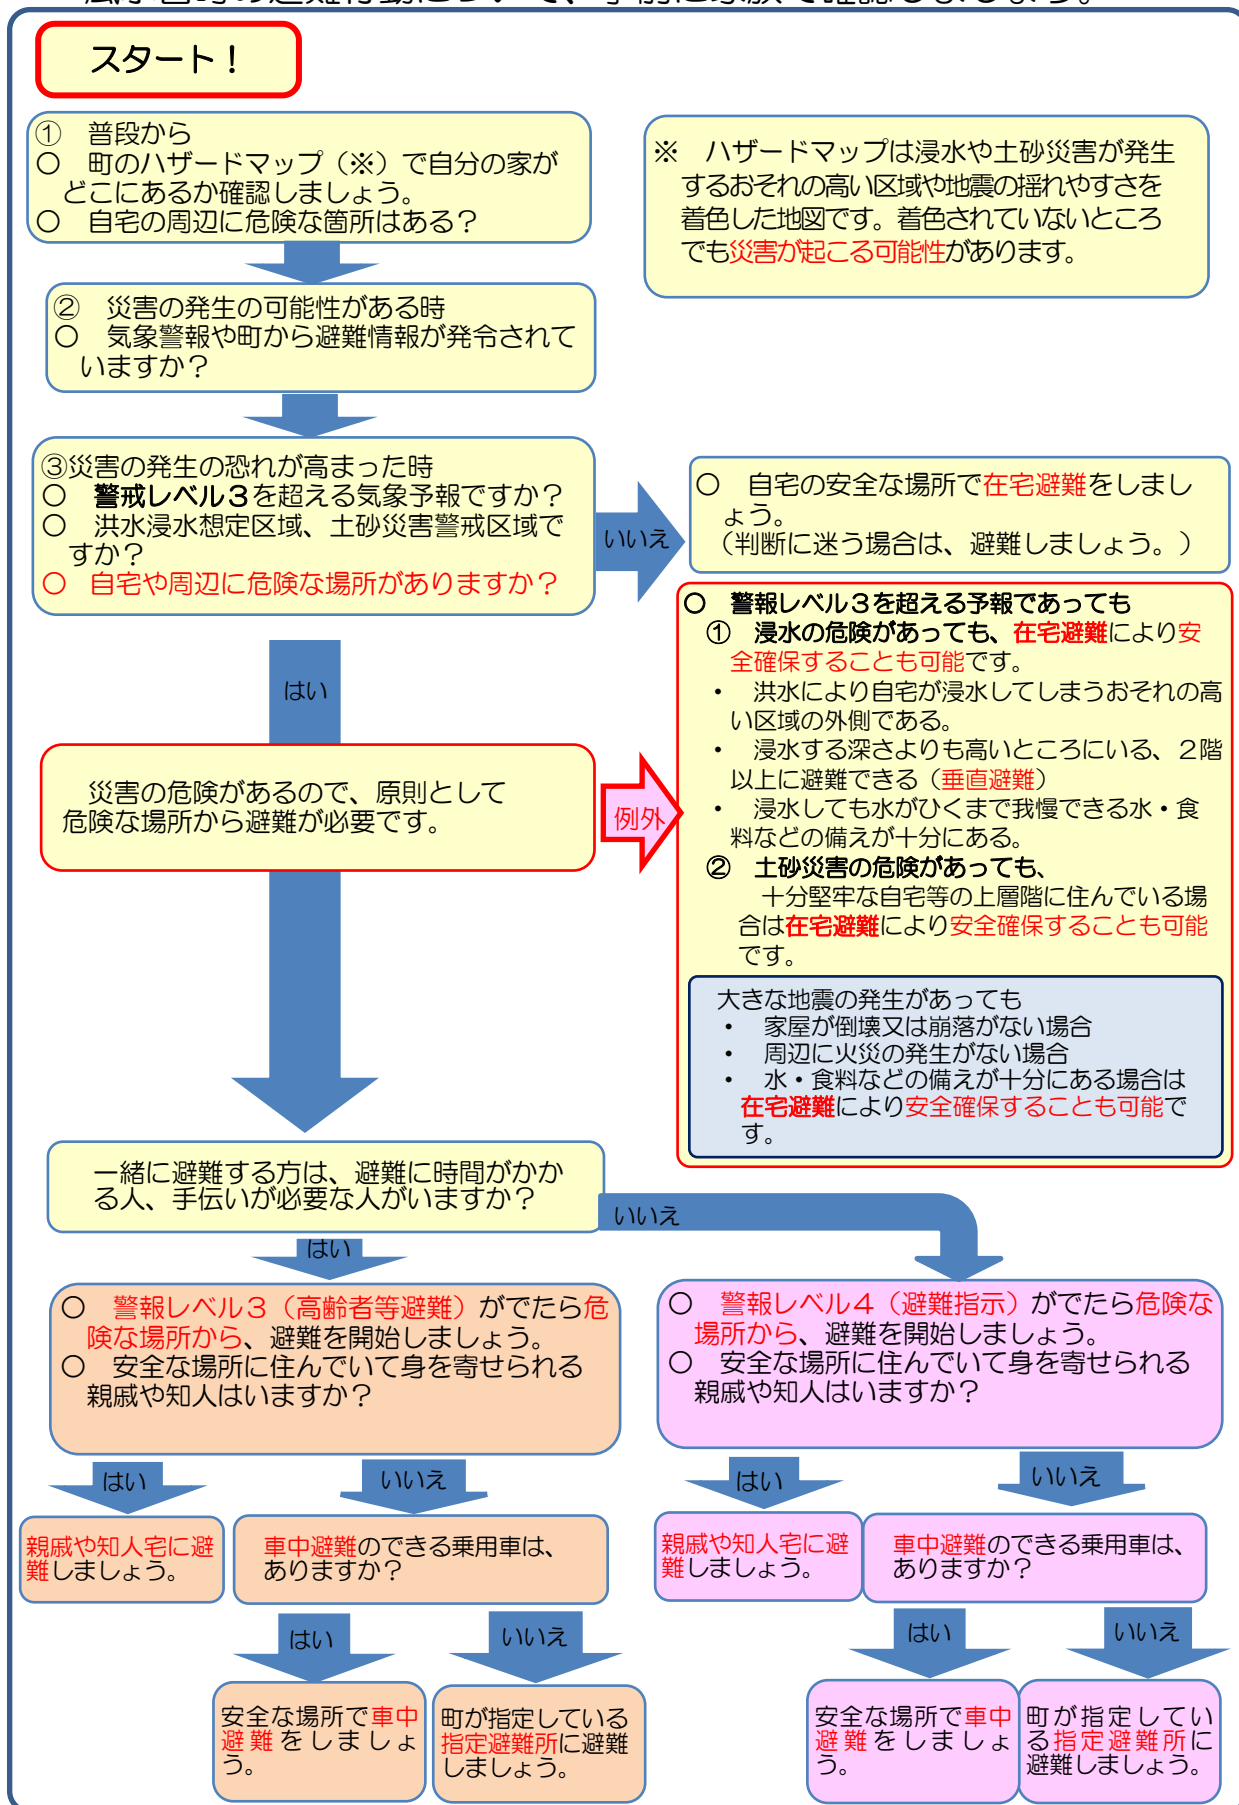 スタート！
① 普段から
○ 町のハザードマップ（※）で自分の家が
どこにあるか確認しましょう。
○ 自宅の周辺に危険な箇所はある？
※ ハザードマップは浸水や土砂災害が発生
するおそれの高い区域や地震の揺れやすさを
着色した地図です。着色されていないところ
でも災害が起こる可能性があります。
② 災害の発生の可能性がある時
○ 気象警報や町から避難情報が発令されて
いますか？
③災害の発生の恐れが高まった時
○ 警戒レベル３を超える気象予報ですか？
○ 洪水浸水想定区域、土砂災害警戒区域で
すか？
○ 自宅や周辺に危険な場所がありますか？
いいえ
○ 自宅の安全な場所で在宅避難をしまし
ょう。
（判断に迷う場合は、避難しましょう。）
はい
災害の危険があるので、原則として
危険な場所から避難が必要です。
例外
○ 警報レベル３を超える予報であっても
① 浸水の危険があっても、在宅避難により安
全確保することも可能です。
・ 洪水により自宅が浸水してしまうおそれの高
い区域の外側である。
・ 浸水する深さよりも高いところにいる、２階
以上に避難できる（垂直避難）
・ 浸水しても水がひくまで我慢できる水・食
料などの備えが十分にある。
② 土砂災害の危険があっても、
十分堅牢な自宅等の上層階に住んでいる場
合は在宅避難により安全確保することも可能
です。
大きな地震の発生があっても
・ 家屋が倒壊又は崩落がない場合
・ 周辺に火災の発生がない場合
・ 水・食料などの備えが十分にある場合は
在宅避難により安全確保することも可能で
す。
一緒に避難する方は、避難に時間がかか
る人、手伝いが必要な人がいますか？
いいえ
はい
○ 警報レベル３（高齢者等避難）がでたら危
険な場所から、避難を開始しましょう。
○ 安全な場所に住んでいて身を寄せられる
親戚や知人はいますか？
○ 警報レベル４（避難指示）がでたら危険な
場所から、避難を開始しましょう。
○ 安全な場所に住んでいて身を寄せられる
親戚や知人はいますか？
はい
いいえ
はい
いいえ
親戚や知人宅に避
難しましょう。
車中避難のできる乗用車は、
ありますか？
親戚や知人宅に避
難しましょう。
車中避難のできる乗用車は、
ありますか？
はい
いいえ
はい
いいえ
安全な場所で車中
避難をしましょ
う。
町が指定している
指定避難所に避難
しましょう。
安全な場所で車中
避難をしましょ
う。
町が指定してい
る指定避難所に
避難しましょう。